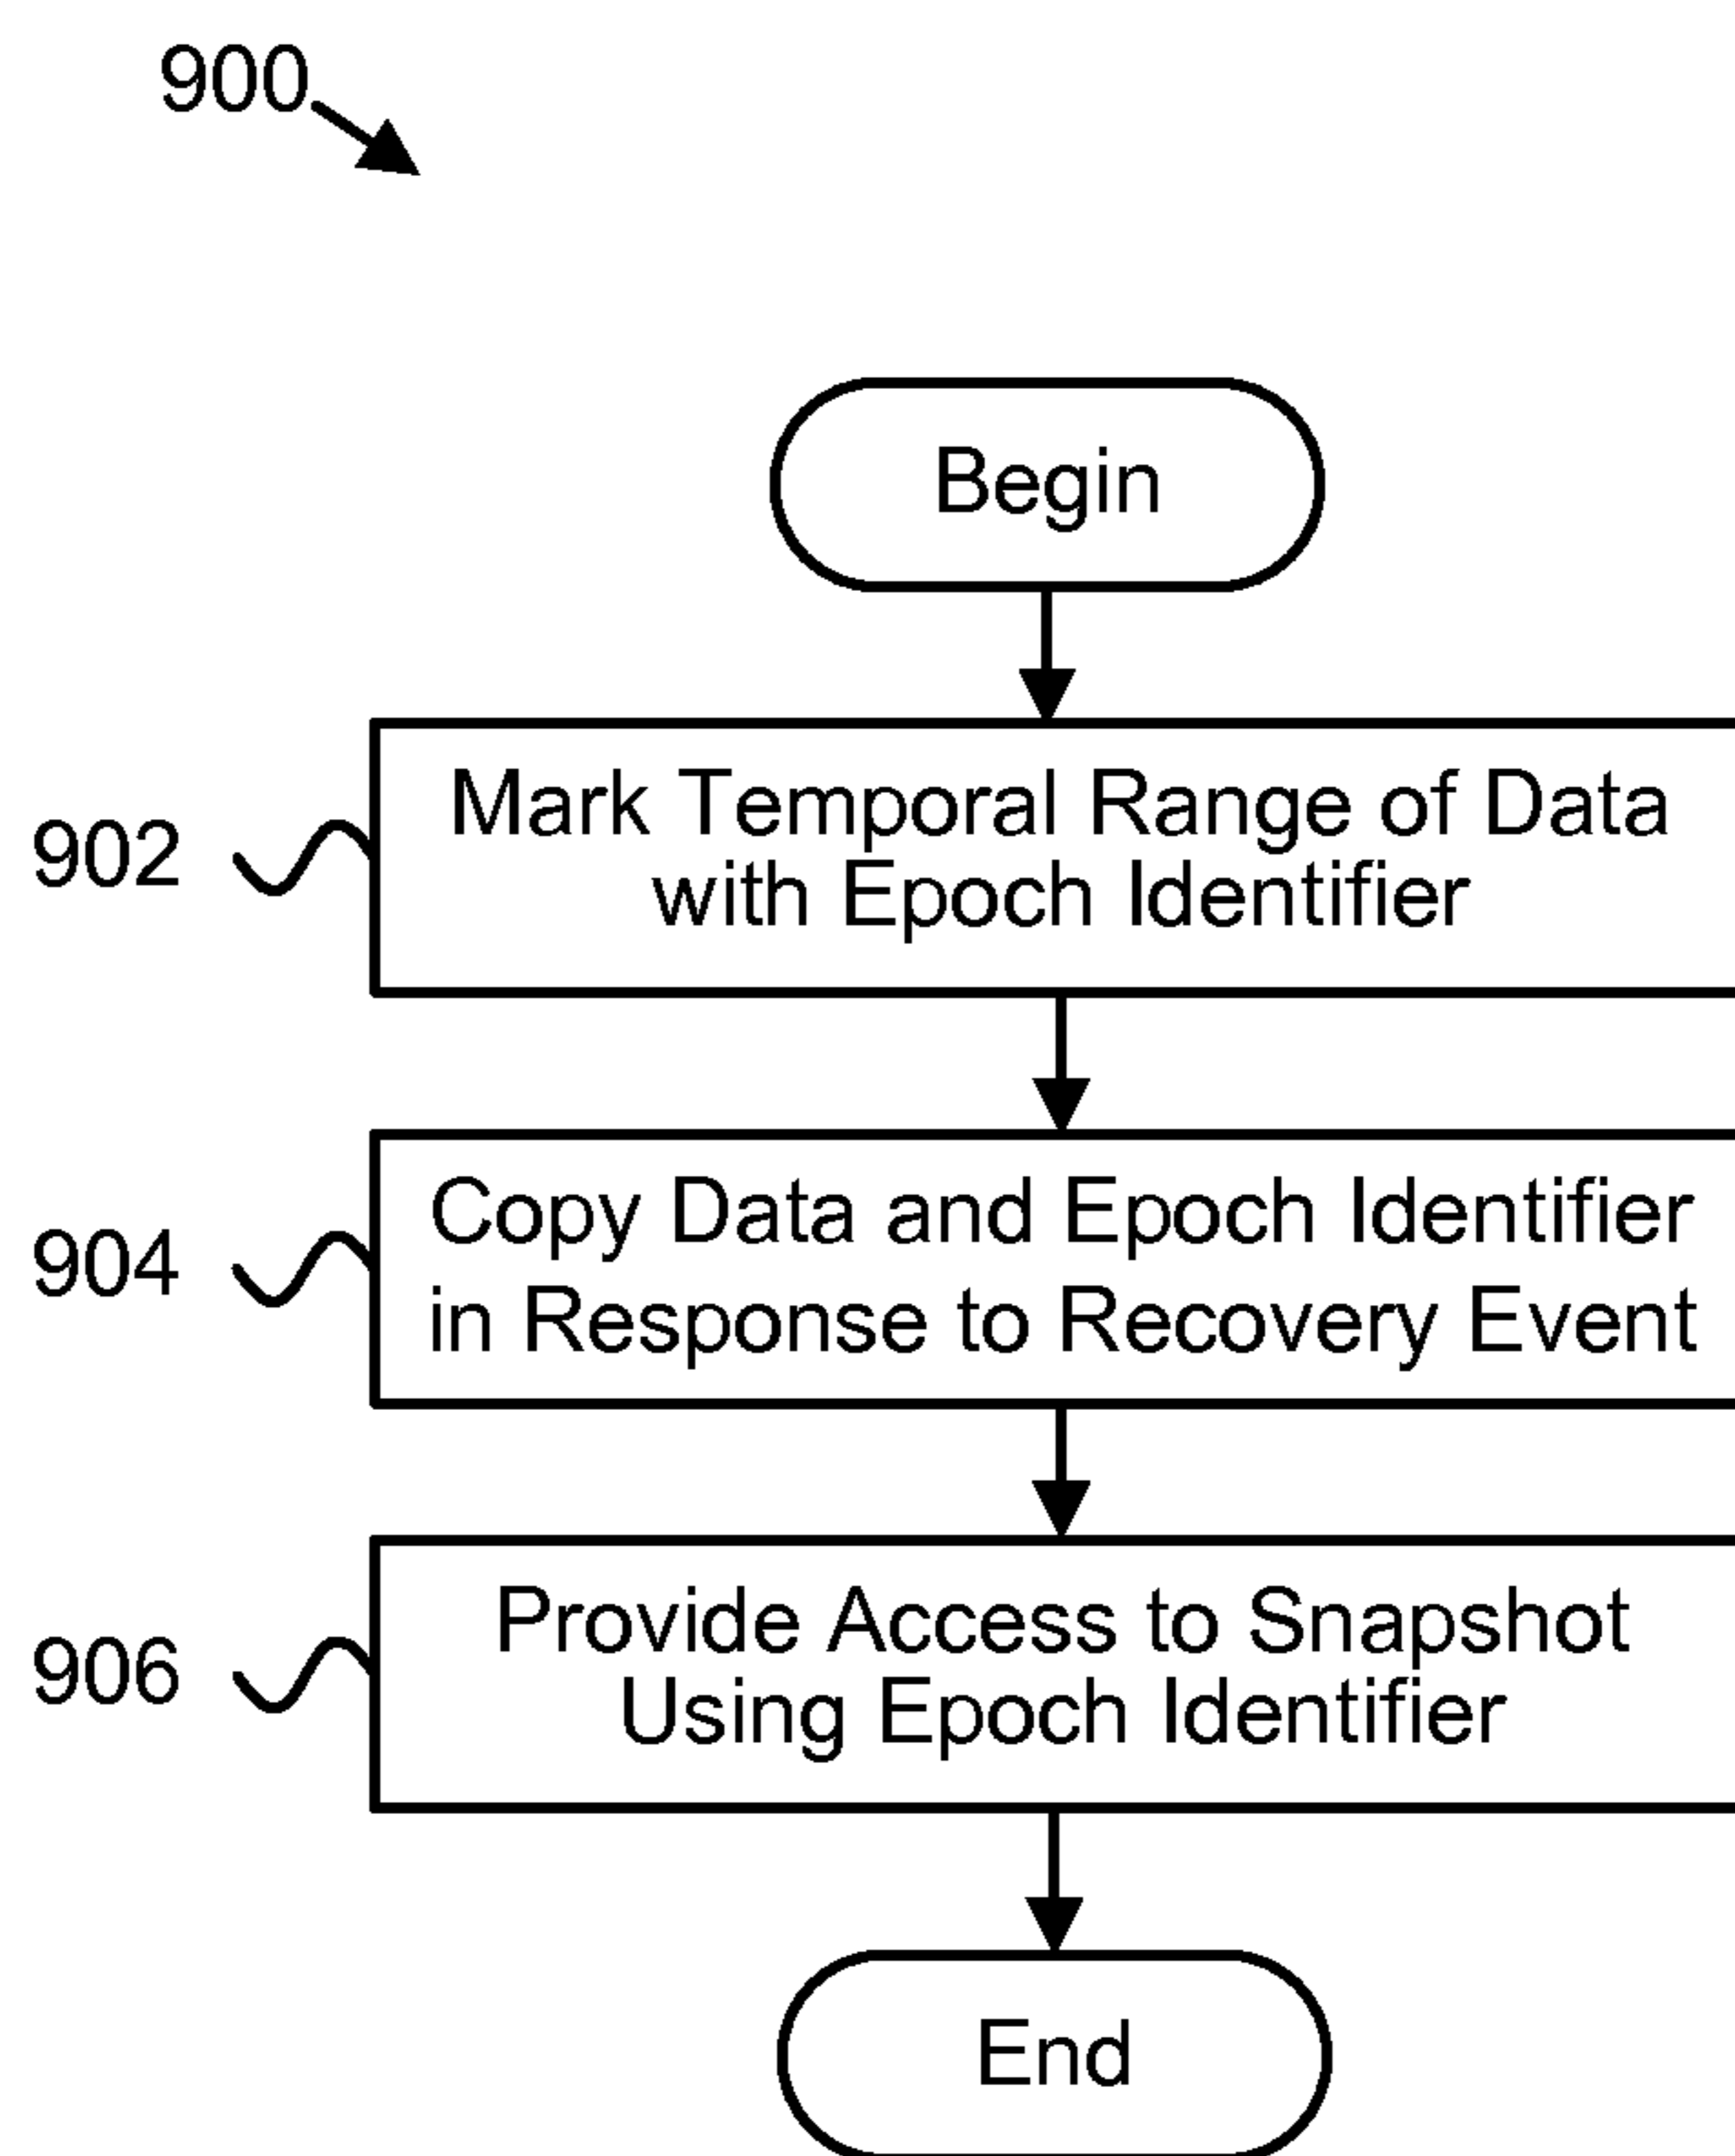 900
Begin
902
Mark Temporal Range of Data
with Epoch Identifier
904
Copy Data and Epoch Identifier
in Response to Recovery Event
906
Provide Access to Snapshot
Using Epoch Identifier
End